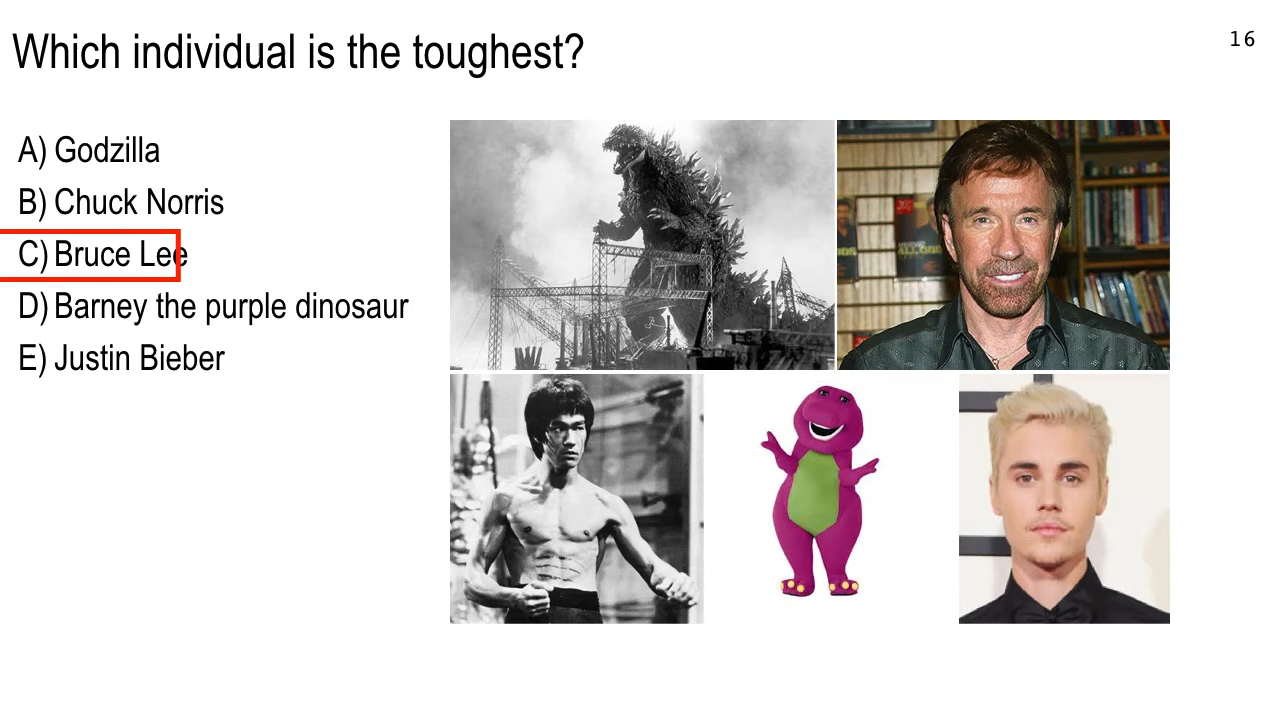 Which individual is the toughest?
16
A) Godzilla
B) Chuck Norris
C) Bruce Lee
D) Barney the purple dinosaur
E) Justin Bieber